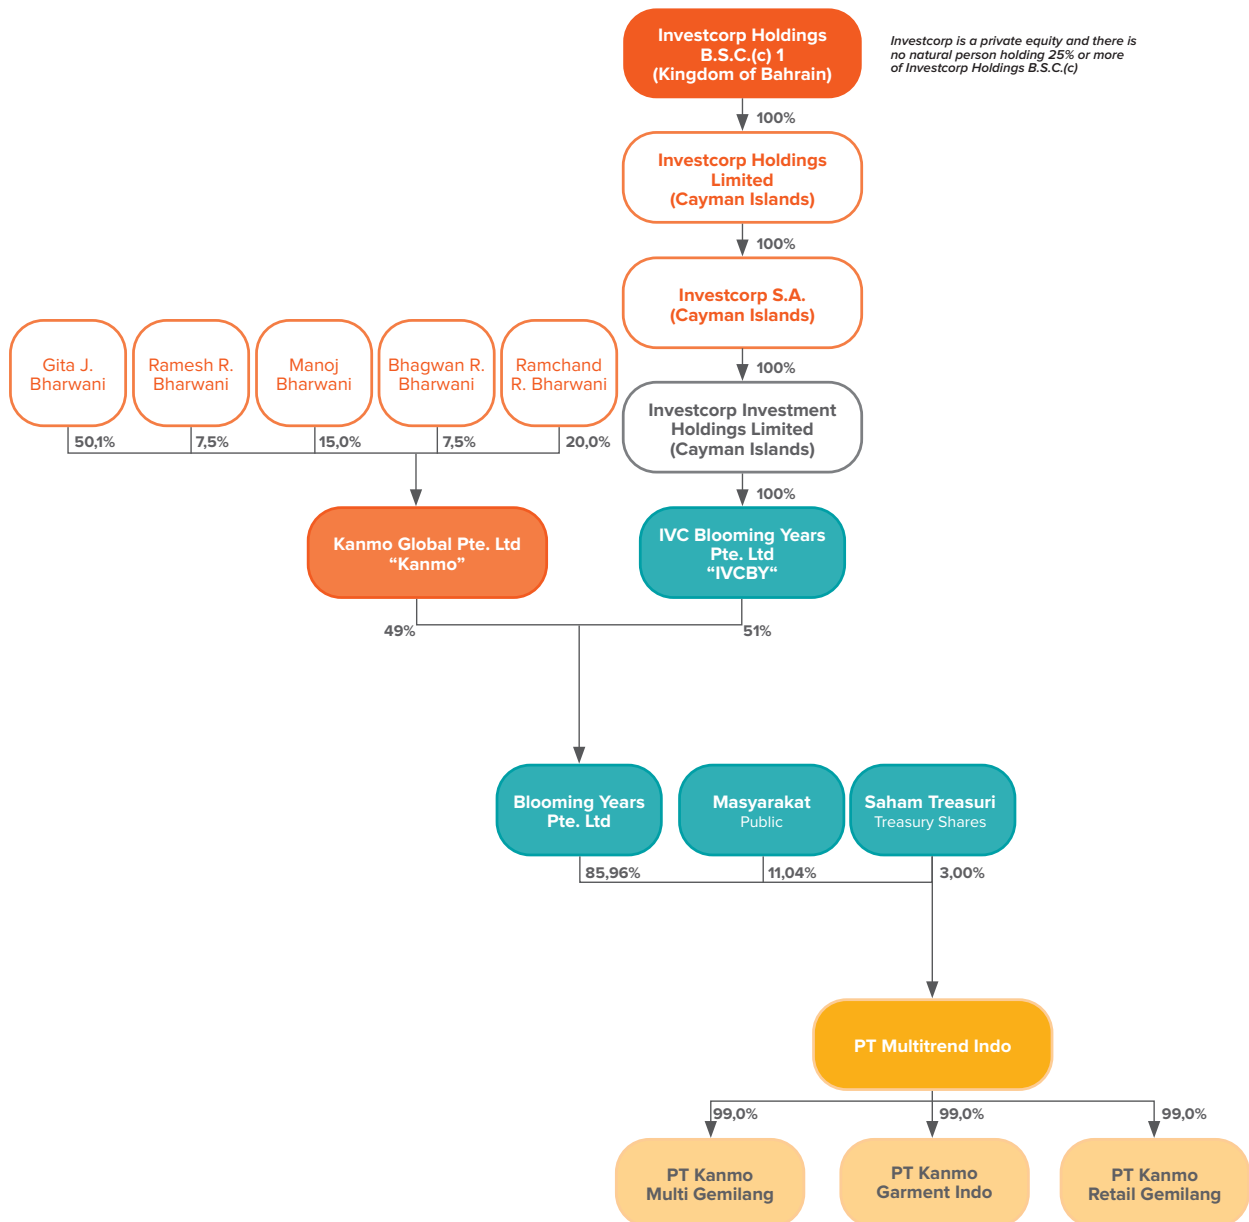 Investcorp Holdings
B.S.C.(c) 1
(Kingdom of Bahrain)
Investcorp is a private equity and there is
no natural person holding 25% or more
of Investcorp Holdings B.S.C.(c)
100%
Investcorp Holdings
Limited
(Cayman Islands)
100%
Investcorp S.A.
(Cayman Islands)
100%
Gita J.
Bharwani
Ramesh R.
Bharwani
Manoj
Bharwani
Bhagwan R.
Bharwani
Ramchand
R. Bharwani
Investcorp Investment
Holdings Limited
(Cayman Islands)
50,1%
7,5%
15,0%
7,5%
20,0%
100%
Kanmo Global Pte. Ltd
“Kanmo”
IVC Blooming Years
Pte. Ltd
“IVCBY“
49%
51%
Blooming Years
Pte. Ltd
Masyarakat
Public
Saham Treasuri
Treasury Shares
85,96%
11,04%
3,00%
PT Multitrend Indo
99,0%
99,0%
99,0%
PT Kanmo
Multi Gemilang
PT Kanmo
Garment Indo
PT Kanmo
Retail Gemilang